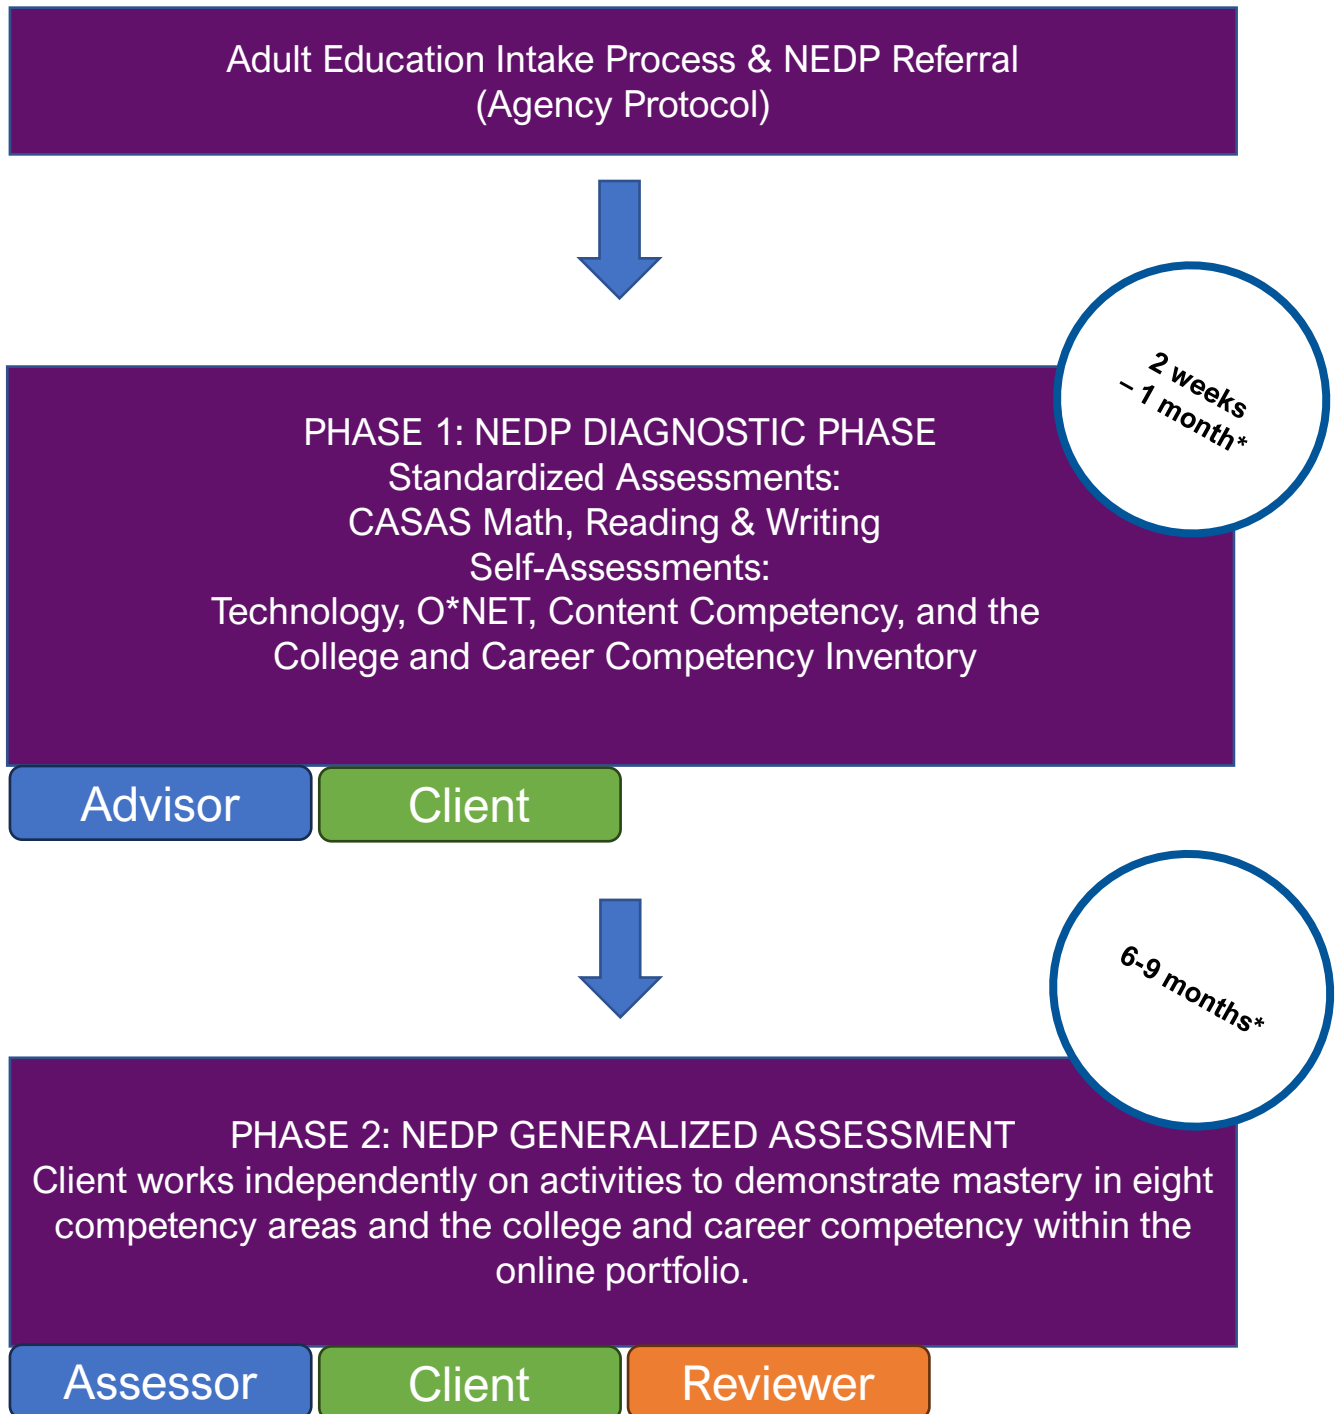 Adult Education Intake Process & NEDP Referral
(Agency Protocol)
2 weeks
– 1 month*
PHASE 1: NEDP DIAGNOSTIC PHASE
Standardized Assessments:
CASAS Math, Reading & Writing
Self-Assessments:
Technology, O*NET, Content Competency, and the
College and Career Competency Inventory
Advisor
Client
6-9 months*
PHASE 2: NEDP GENERALIZED ASSESSMENT
Client works independently on activities to demonstrate mastery in eight
competency areas and the college and career competency within the
online portfolio.
Assessor
Client
Reviewer